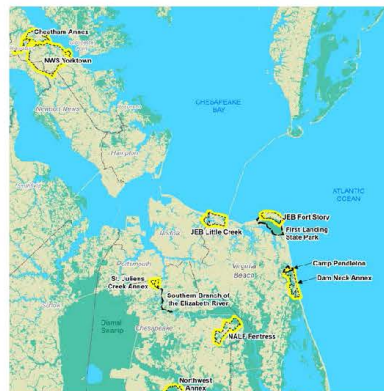 Cheatham Annex
NWS Yorktown
CHESAPEAKE
BAY
Newport News
Hampton
ATLANTIC
OCEAN
JEB Little Creek
JEB Fort Story
First Landing
State Park
Norfolk
Portsmouth
Virginia
Beach
Camp Pendleton
Dam Neck Annex
St. Juliens
Creek Annex
Southern Branch of
the Elizabeth River
Suffolk
Dismal
Swamp
Chesapeake
NALF Fentress
Northwest
Annex